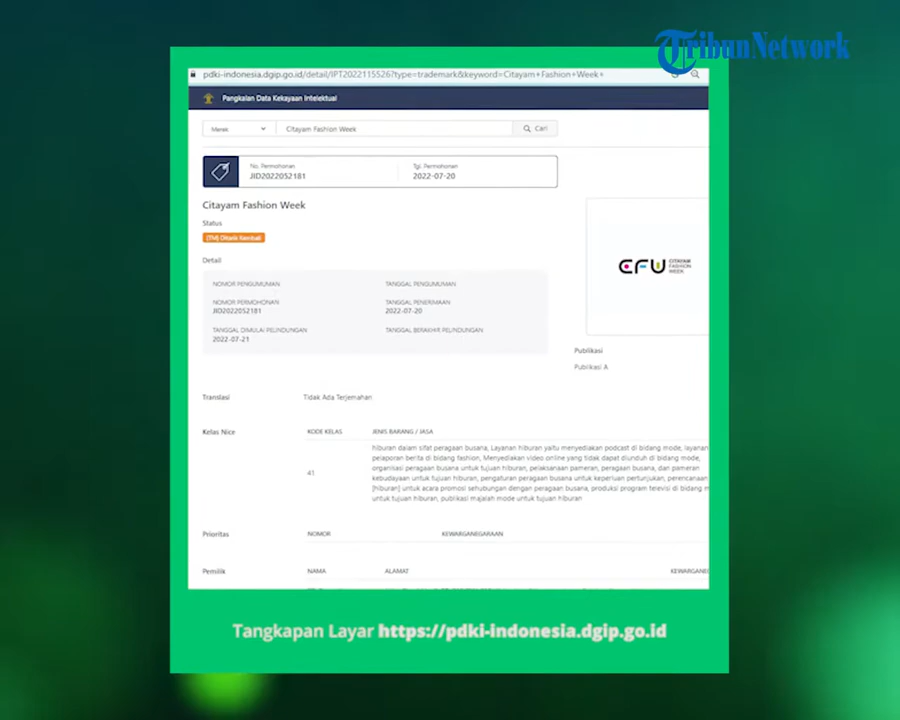 TribunNetwork
pdki-indonesia.dgip.go.id/detail/IPT2022115526?type=trademark&keyword=Citayam+Fashion+Week+
Pangkalan Data Kekayaan Intelektual
Merek Citayam Fashion Week Cari
No. Permohonan Tgl. Permohonan
JID2022052181 2022-07-20
Citayam Fashion Week
Status
(TM) Ditarik Kembali
Detail
NOMOR PENGUMUMAN TANGGAL PENGUMUMAN
NOMOR PERMOHONAN TANGGAL PENERIMAAN
JID2022052181 2022-07-20
TANGGAL DIMULAI PELINDUNGAN TANGGAL BERAKHIR PELINDUNGAN
2022-07-21
CFW CITAYAM
FASHION
WEEK
Publikasi
Publikasi A
Translasi Tidak Ada Terjemahan
Kelas Nice KODE KELAS JENIS BARANG / JASA
41
hiburan dalam sifat peragaan busana, Layanan hiburan yaitu menyediakan podcast di bidang mode, layanan
pelaporan berita di bidang fashion, Menyediakan video online yang tidak dapat diunduh di bidang mode,
organisasi peragaan busana untuk tujuan hiburan, pelaksanaan pameran, peragaan busana, dan pameran
kebudayaan untuk tujuan hiburan, pengaturan peragaan busana untuk keperluan pertunjukan, perencanaan
[hiburan] untuk acara promosi sehubungan dengan peragaan busana, produksi program televisi di bidang m
untuk tujuan hiburan, publikasi majalah mode untuk tujuan hiburan
Prioritas NOMOR KEWARGANEGARAAN
Pemilik NAMA ALAMAT KEWARGANE
Tangkapan Layar https://pdki-indonesia.dgip.go.id